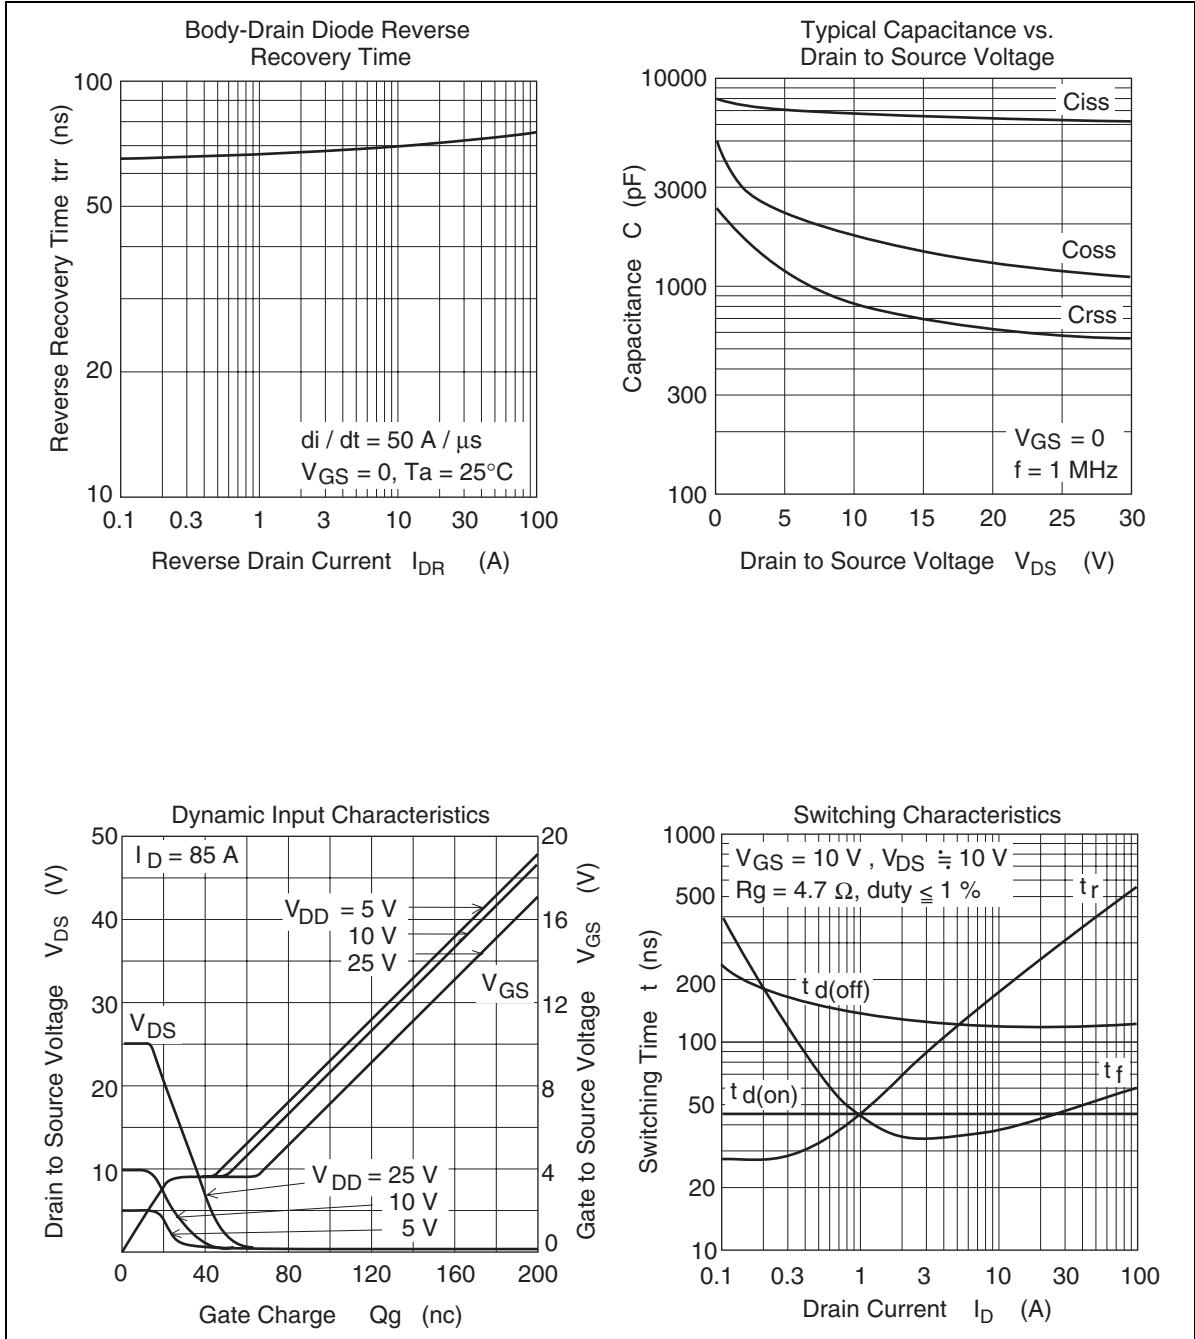 Body-Drain Diode Reverse
Recovery Time
Reverse Recovery Time trr (ns)
100
50
20
10
di / dt = 50 A / μs
VGS = 0, Ta = 25°C
0.1 0.3 1 3 10 30 100
Reverse Drain Current IDR (A)
Typical Capacitance vs.
Drain to Source Voltage
Capacitance C (pF)
10000
3000
1000
300
100
Ciss
Coss
Crss
VGS = 0
f = 1 MHz
0 5 10 15 20 25 30
Drain to Source Voltage VDS (V)
Dynamic Input Characteristics
Drain to Source Voltage VDS (V)
50
40
30
20
10
0
ID = 85 A
VDD = 5 V
10 V
25 V
VGS
VDS
VDD = 25 V
10 V
5 V
20
16
12
8
4
0
Gate to Source Voltage VGS (V)
40 80 120 160 200
Gate Charge Qg (nc)
Switching Characteristics
Switching Time t (ns)
1000
500
200
100
50
20
10
VGS = 10 V , VDS ≒ 10 V
Rg = 4.7 Ω, duty ≦ 1 %
tr
td(off)
td(on)
tf
0.1 0.3 1 3 10 30 100
Drain Current ID (A)